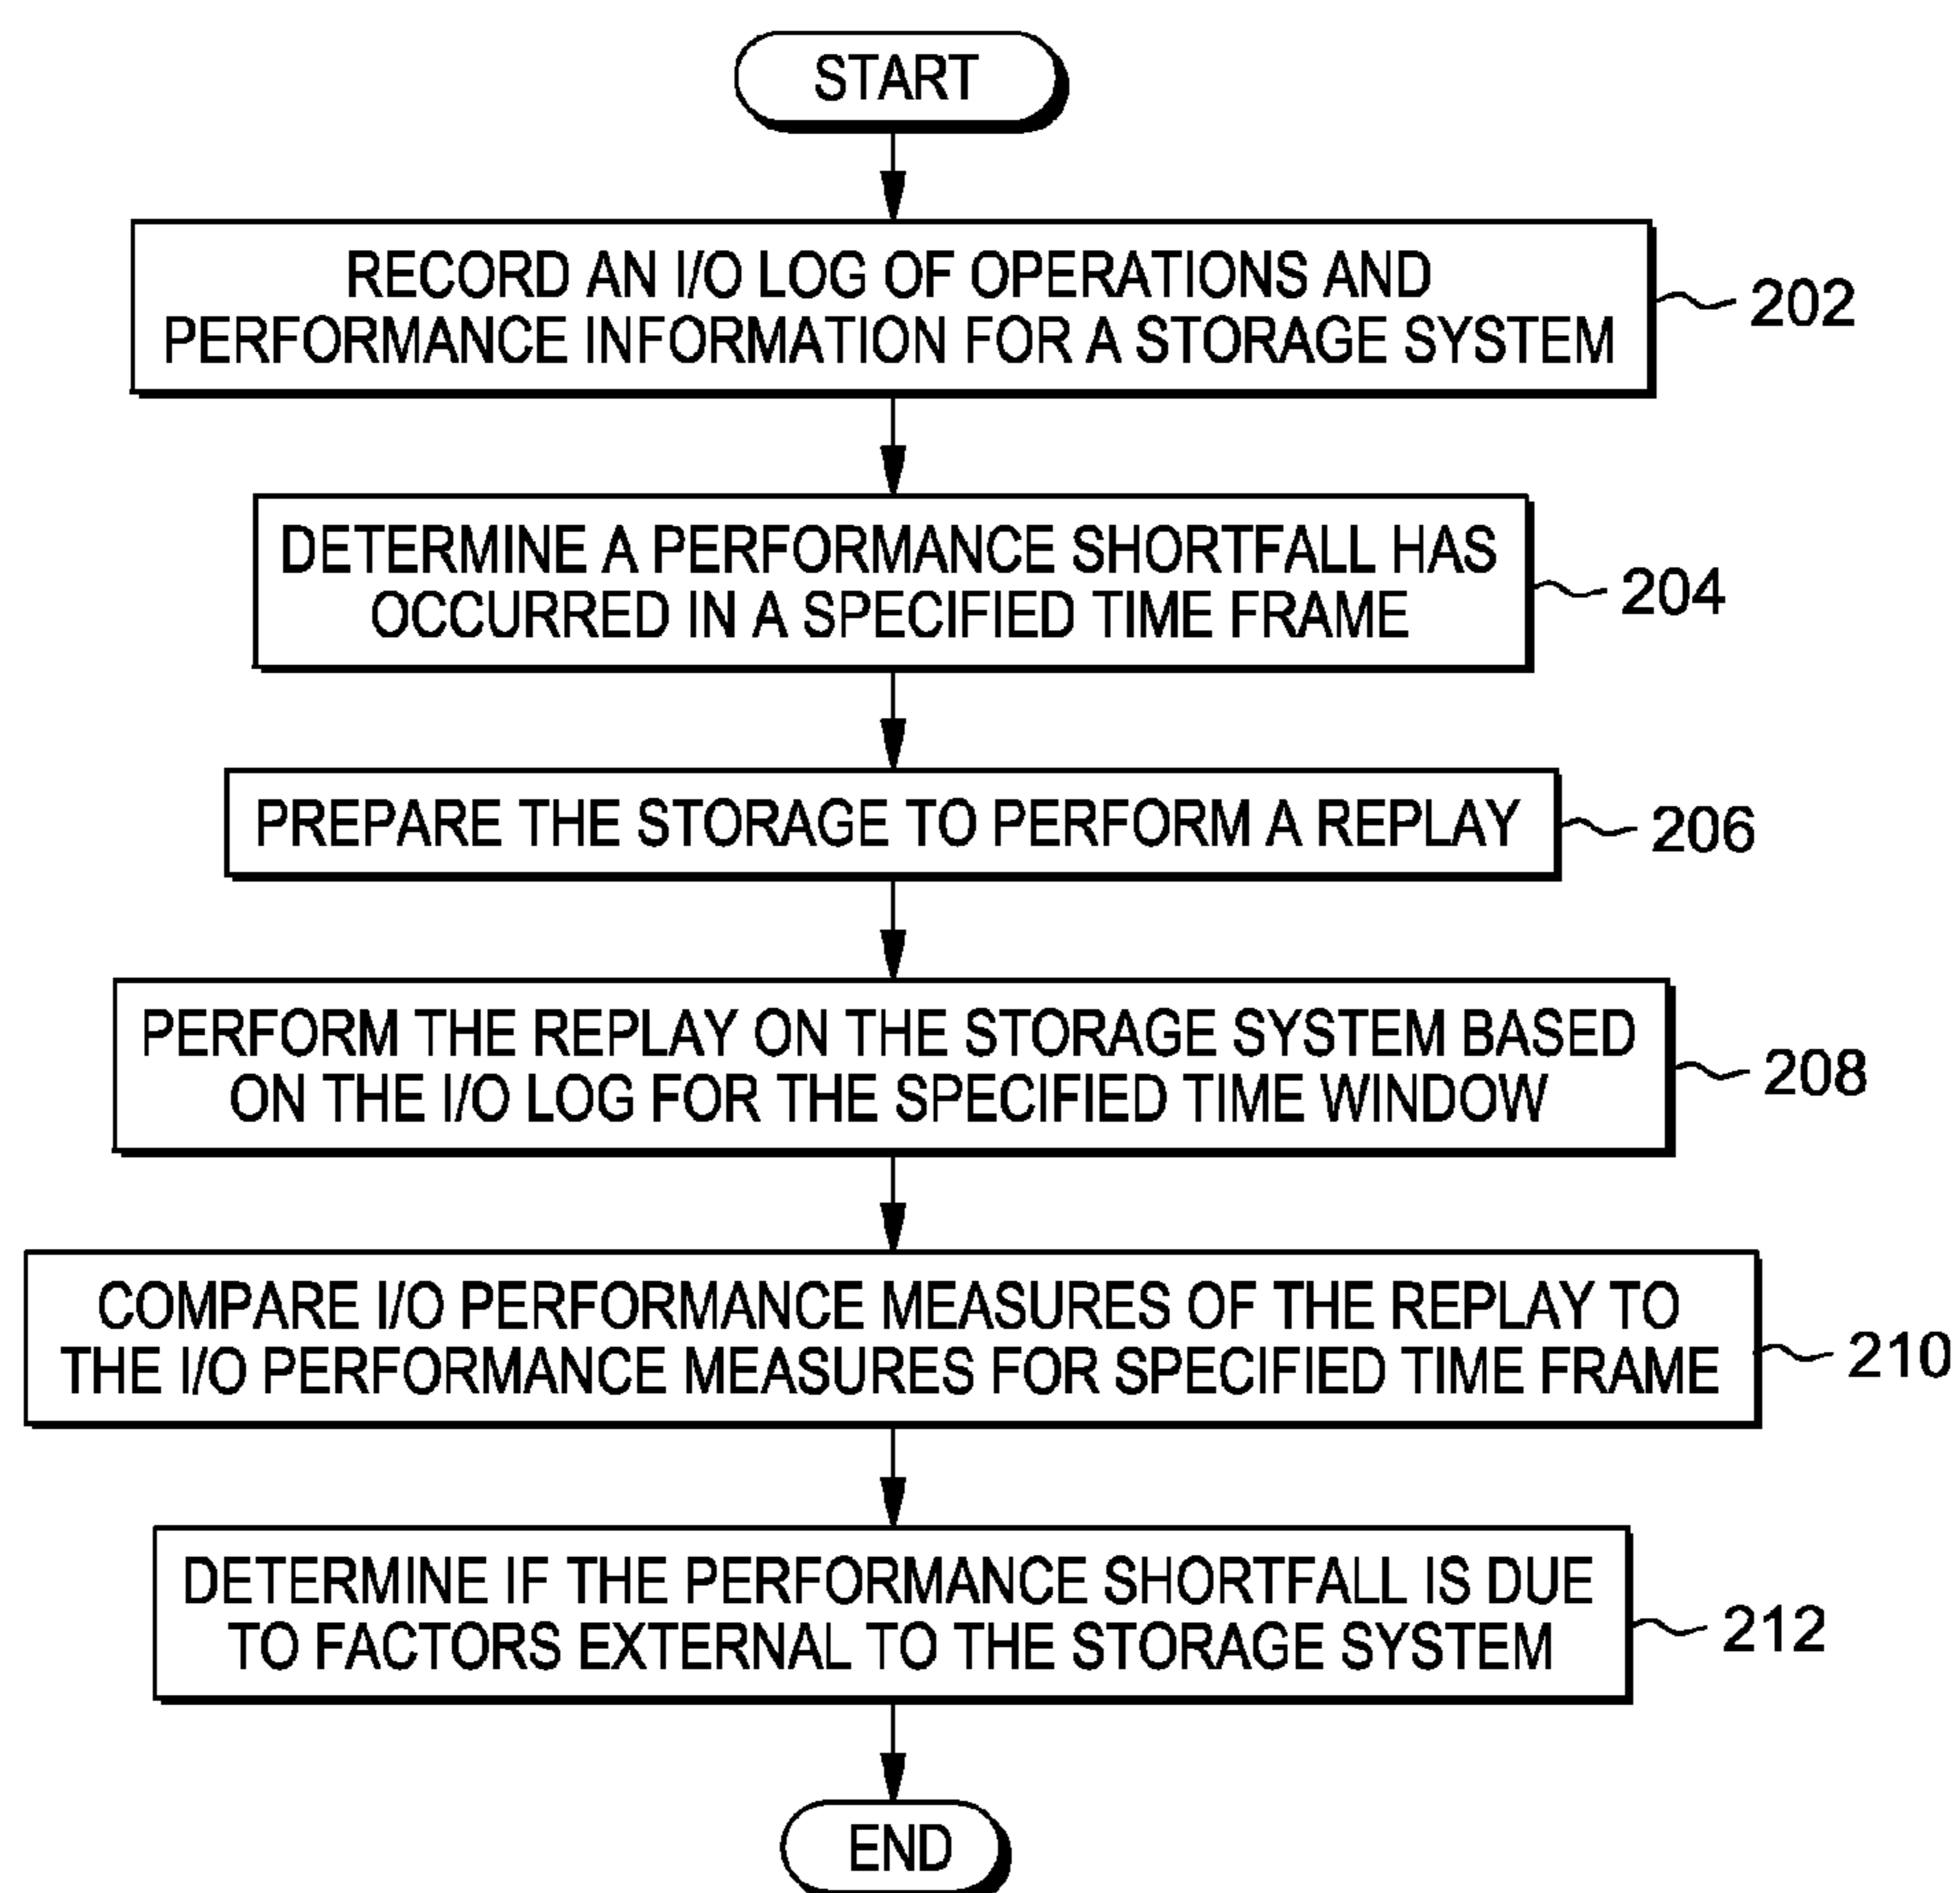 START
RECORD AN I/O LOG OF OPERATIONS AND
PERFORMANCE INFORMATION FOR A STORAGE SYSTEM
202
DETERMINE A PERFORMANCE SHORTFALL HAS
OCCURRED IN A SPECIFIED TIME FRAME
204
PREPARE THE STORAGE TO PERFORM A REPLAY
206
PERFORM THE REPLAY ON THE STORAGE SYSTEM BASED
ON THE I/O LOG FOR THE SPECIFIED TIME WINDOW
208
COMPARE I/O PERFORMANCE MEASURES OF THE REPLAY TO
THE I/O PERFORMANCE MEASURES FOR SPECIFIED TIME FRAME
210
DETERMINE IF THE PERFORMANCE SHORTFALL IS DUE
TO FACTORS EXTERNAL TO THE STORAGE SYSTEM
212
END